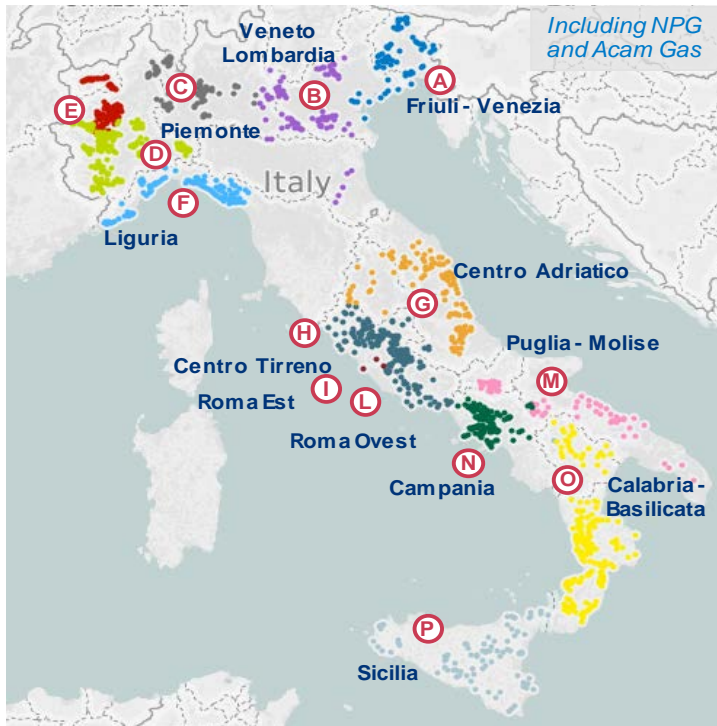 Switzerland
Including NPG
and Acam Gas
Veneto
Lombardia
A
Friuli - Venezia
B
C
E
Piemonte
D
Italy
F
Liguria
Centro Adriatico
G
H
Puglia - Molise
Centro Tirreno
M
I
Roma Est
L
Roma Ovest
N
Campania
O
Calabria -
Basilicata
P
Sicilia